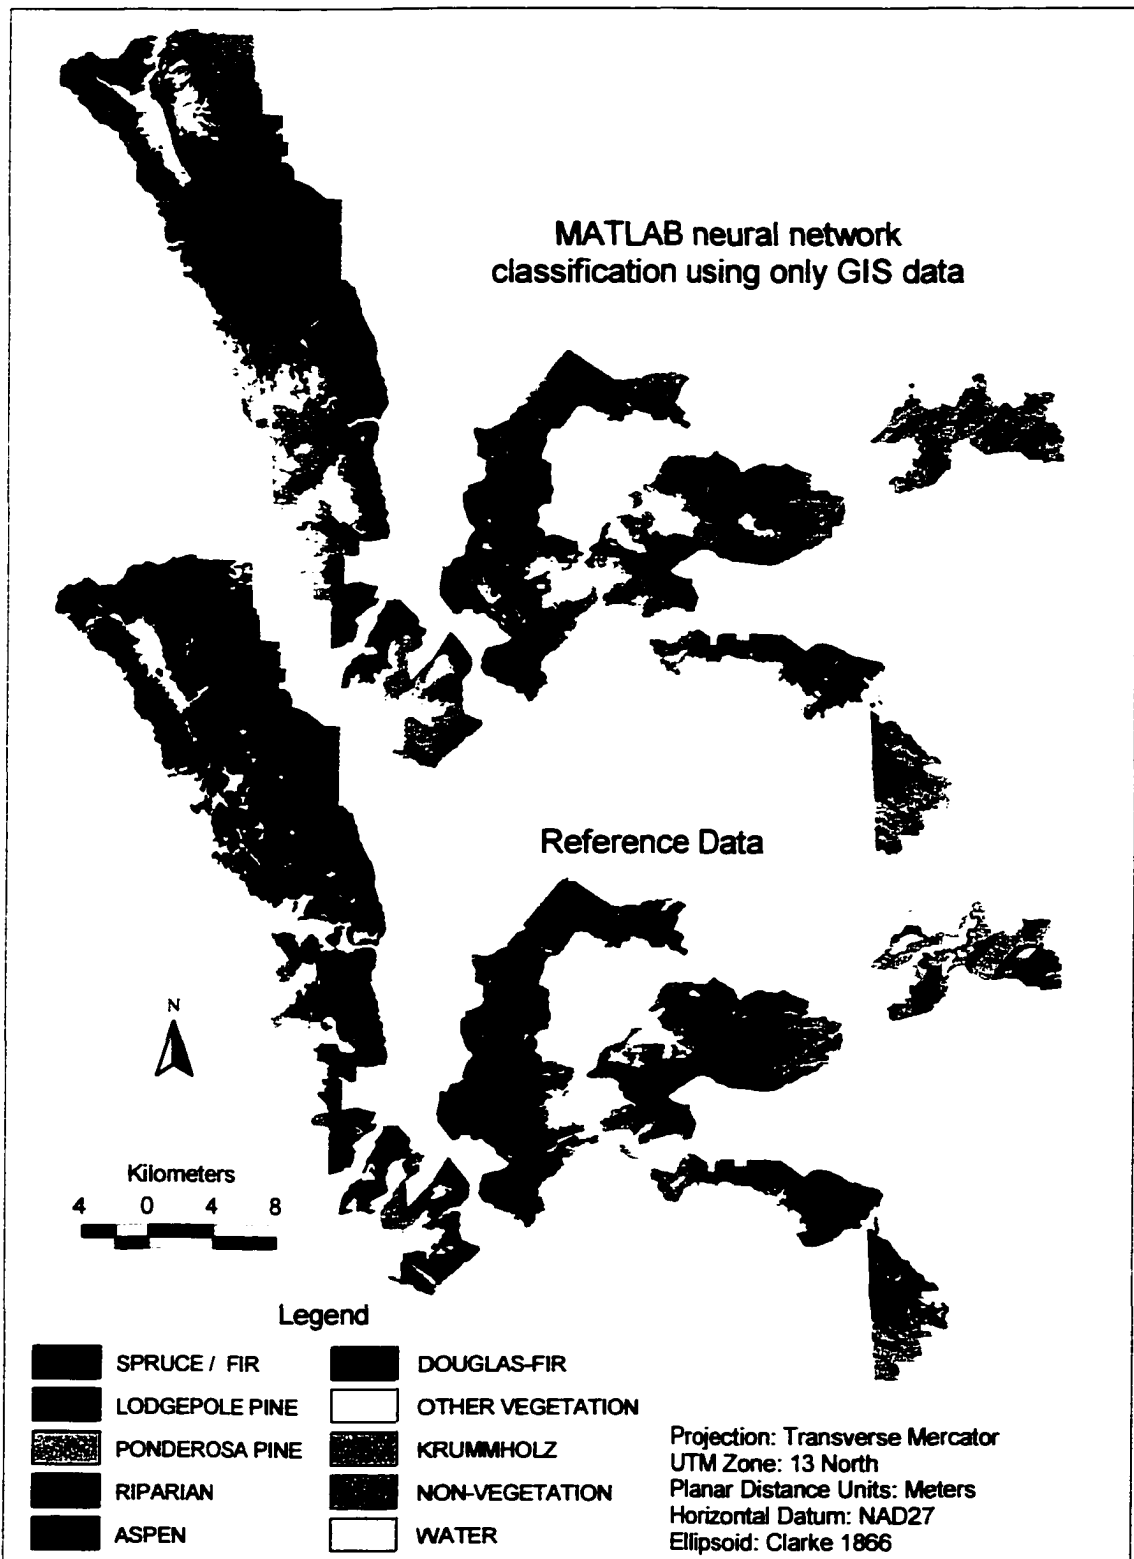 MATLAB neural network
classification using only GIS data
Reference Data
N
Kilometers
4 0 4 8
Legend
SPRUCE / FIR
LODGEPOLE PINE
PONDEROSA PINE
RIPARIAN
ASPEN
DOUGLAS-FIR
OTHER VEGETATION
KRUMMHOLZ
NON-VEGETATION
WATER
Projection: Transverse Mercator
UTM Zone: 13 North
Planar Distance Units: Meters
Horizontal Datum: NAD27
Ellipsoid: Clarke 1866